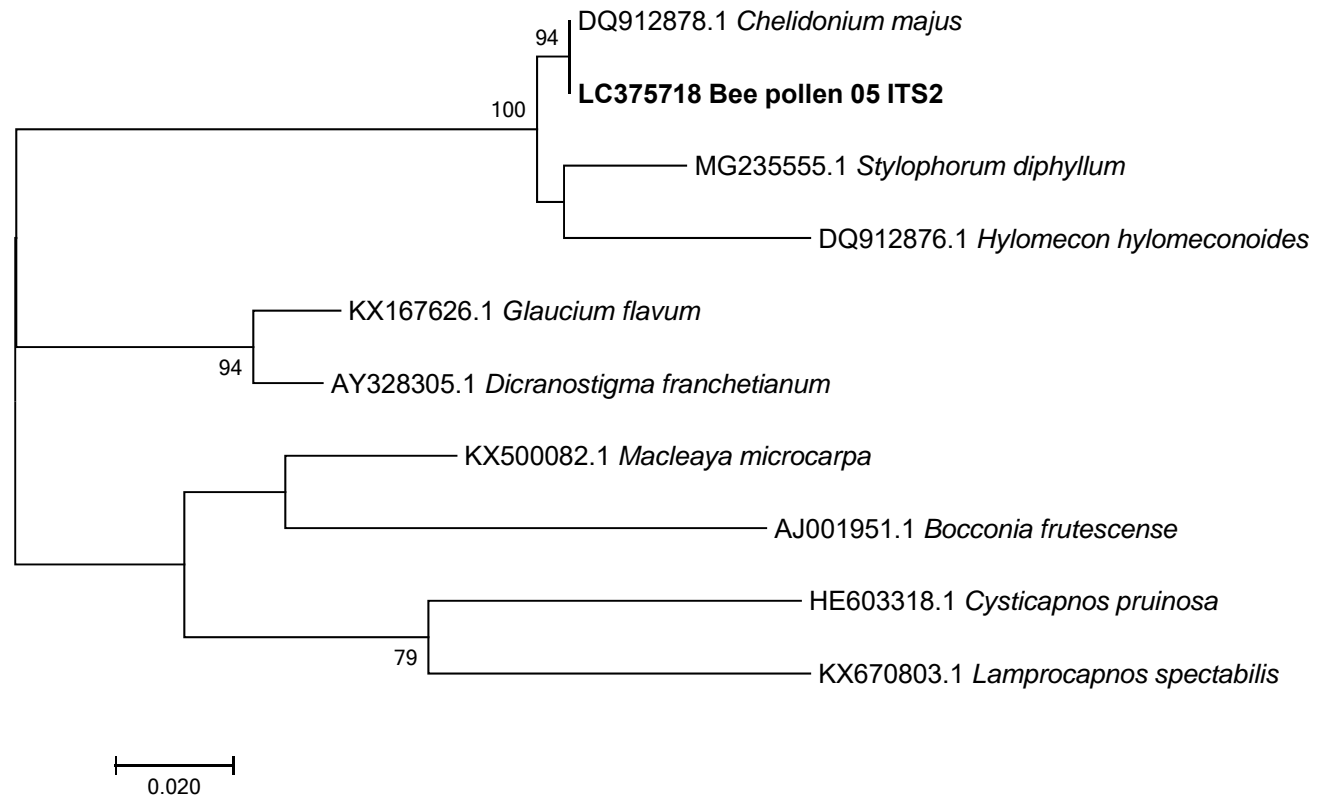 DQ912878.1 Chelidonium majus
94
LC375718 Bee pollen 05 ITS2
100
MG235555.1 Stylophorum diphyllum
DQ912876.1 Hylomecon hylomeconoides
KX167626.1 Glaucium flavum
94
AY328305.1 Dicranostigma franchetianum
KX500082.1 Macleaya microcarpa
AJ001951.1 Bocconia frutescense
HE603318.1 Cysticapnos pruinosa
79
KX670803.1 Lamprocapnos spectabilis
0.020